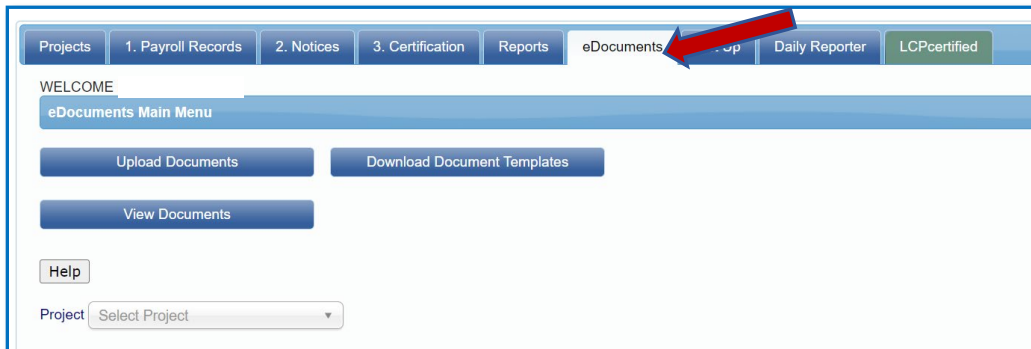 Projects 1. Payroll Records 2. Notices 3. Certification Reports eDocuments Up Daily Reporter LCPcertified
WELCOME
eDocuments Main Menu
Upload Documents Download Document Templates
View Documents
Help
Project Select Project